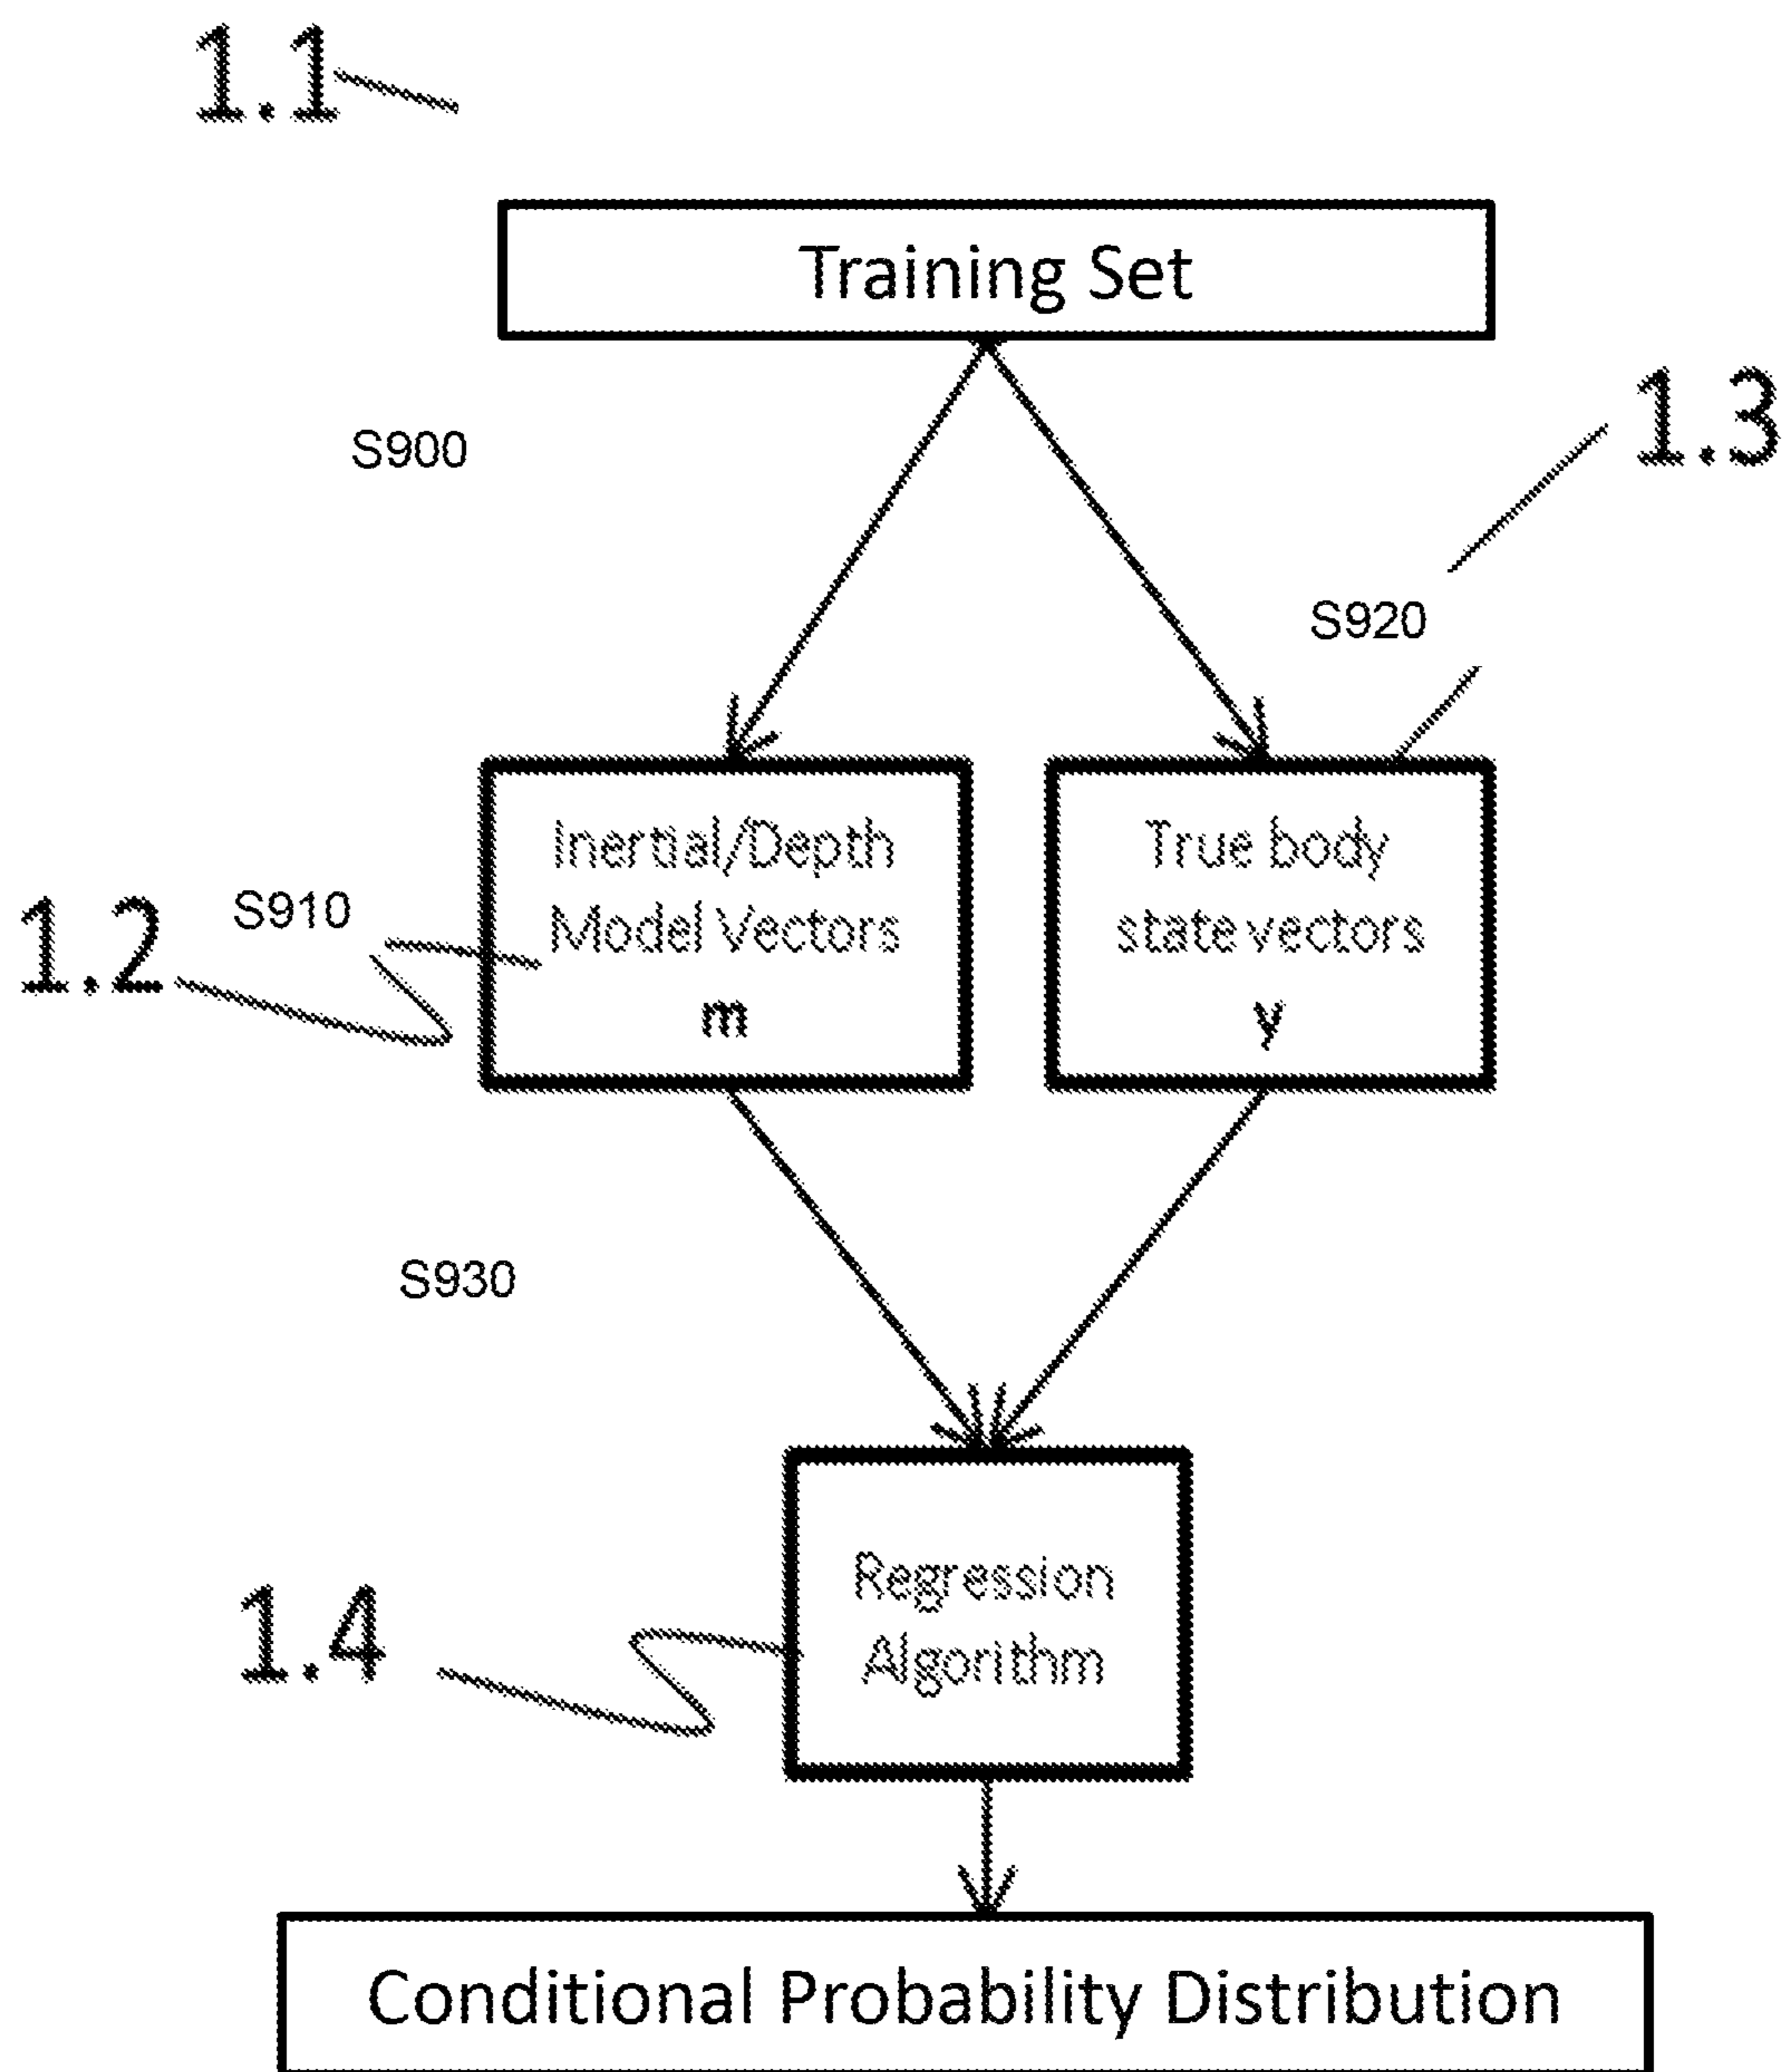 1.1
Training Set
1.3
S900
S920
Inertial/Depth
Model Vectors
m
True body
state vectors
y
1.2
S910
S930
Regression
Algorithm
1.4
Conditional Probability Distribution